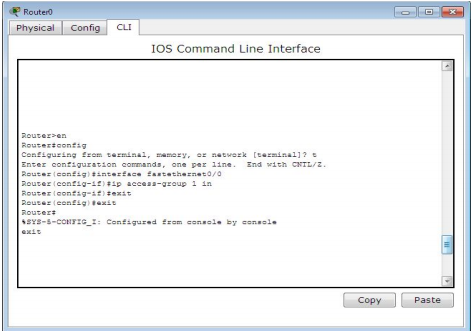 Router0
Physical Config CLI
IOS Command Line Interface
Router>en
Router#config
Configuring from terminal, memory, or network [terminal]? t
Enter configuration commands, one per line. End with CNTL/Z.
Router(config)#interface fastethernet0/0
Router(config-if)#ip access-group 1 in
Router(config-if)#exit
Router(config)#exit
Router#
%SYS-5-CONFIG_I: Configured from console by console
exit
Copy Paste